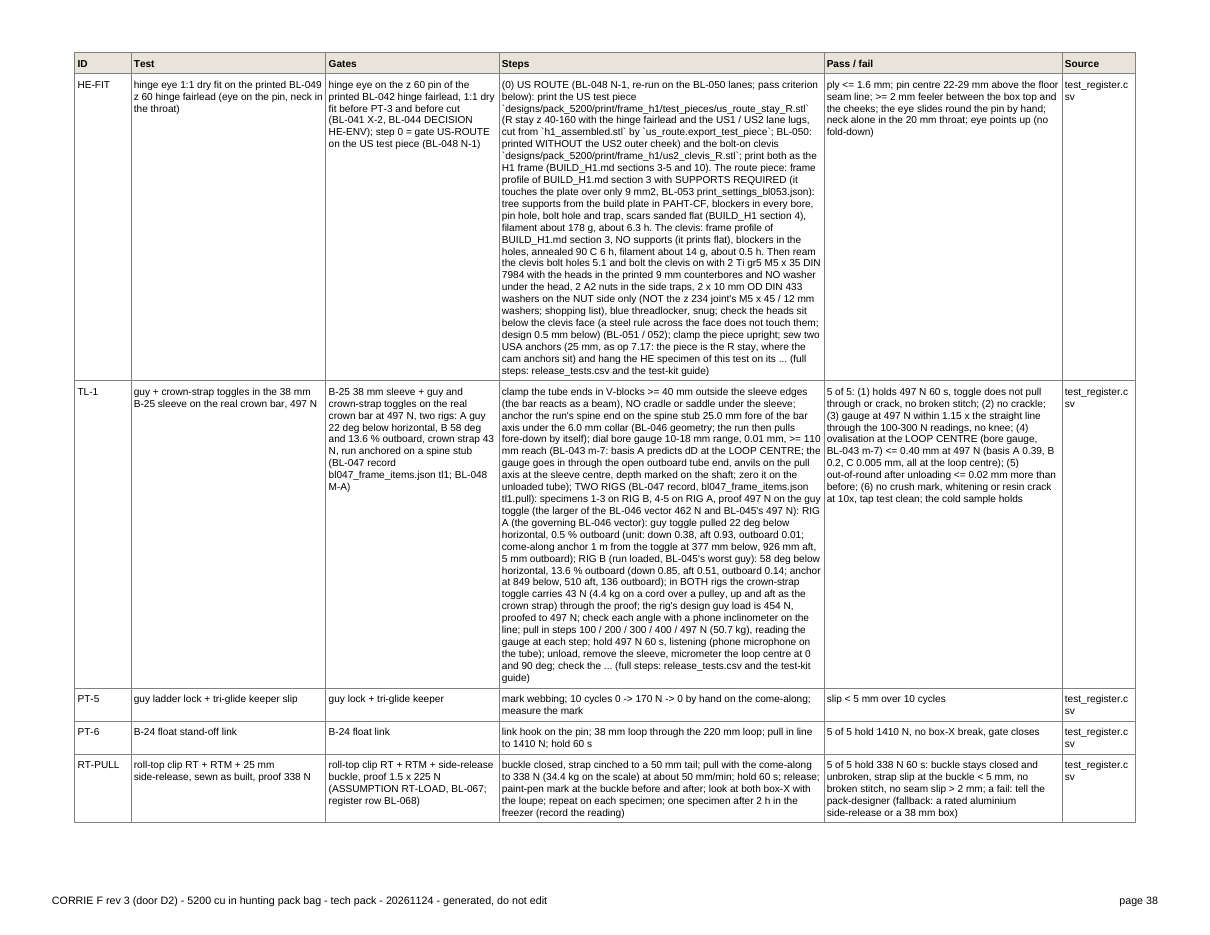 ID Test Gates Steps Pass / fail Source
HE-FIT
hinge eye 1:1 dry fit on the printed BL-049
z 60 hinge fairlead (eye on the pin, neck in
the throat)
hinge eye on the z 60 pin of the
printed BL-042 hinge fairlead, 1:1 dry
fit before PT-3 and before cut
(BL-041 X-2, BL-044 DECISION
HE-ENV); step 0 = gate US-ROUTE
on the US test piece (BL-048 N-1)
(0) US ROUTE (BL-048 N-1, re-run on the BL-050 lanes; pass criterion
below): print the US test piece
`designs/pack_5200/print/frame_h1/test_pieces/us_route_stay_R.stl`
(R stay z 40-160 with the hinge fairlead and the US1 / US2 lane lugs,
cut from `h1_assembled.stl` by `us_route.export_test_piece`; BL-050:
printed WITHOUT the US2 outer cheek) and the bolt-on clevis
`designs/pack_5200/print/frame_h1/us2_clevis_R.stl`; print both as the
H1 frame (BUILD_H1.md sections 3-5 and 10). The route piece: frame
profile of BUILD_H1.md section 3 with SUPPORTS REQUIRED (it
touches the plate over only 9 mm2, BL-053 print_settings_bl053.json):
tree supports from the build plate in PAHT-CF, blockers in every bore,
pin hole, bolt hole and trap, scars sanded flat (BUILD_H1 section 4),
filament about 178 g, about 6.3 h. The clevis: frame profile of
BUILD_H1.md section 3, NO supports (it prints flat), blockers in the
holes, annealed 90 C 6 h, filament about 14 g, about 0.5 h. Then ream
the clevis bolt holes 5.1 and bolt the clevis on with 2 Ti gr5 M5 x 35 DIN
7984 with the heads in the printed 9 mm counterbores and NO washer
under the head, 2 A2 nuts in the side traps, 2 x 10 mm OD DIN 433
washers on the NUT side only (NOT the z 234 joint's M5 x 45 / 12 mm
washers; shopping list), blue threadlocker, snug; check the heads sit
below the clevis face (a steel rule across the face does not touch them;
design 0.5 mm below) (BL-051 / 052); clamp the piece upright; sew two
USA anchors (25 mm, as op 7.17: the piece is the R stay, where the
cam anchors sit) and hang the HE specimen of this test on its ... (full
steps: release_tests.csv and the test-kit guide)
ply <= 1.6 mm; pin centre 22-29 mm above the floor
seam line; >= 2 mm feeler between the box top and
the cheeks; the eye slides round the pin by hand;
neck alone in the 20 mm throat; eye points up (no
fold-down)
test_register.c
sv
TL-1
guy + crown-strap toggles in the 38 mm
B-25 sleeve on the real crown bar, 497 N
B-25 38 mm sleeve + guy and
crown-strap toggles on the real
crown bar at 497 N, two rigs: A guy
22 deg below horizontal, B 58 deg
and 13.6 % outboard, crown strap 43
N, run anchored on a spine stub
(BL-047 record
bl047_frame_items.json tl1; BL-048
M-A)
clamp the tube ends in V-blocks >= 40 mm outside the sleeve edges
(the bar reacts as a beam), NO cradle or saddle under the sleeve;
anchor the run's spine end on the spine stub 25.0 mm fore of the bar
axis under the 6.0 mm collar (BL-046 geometry; the run then pulls
fore-down by itself); dial bore gauge 10-18 mm range, 0.01 mm, >= 110
mm reach (BL-043 m-7: basis A predicts dD at the LOOP CENTRE; the
gauge goes in through the open outboard tube end, anvils on the pull
axis at the sleeve centre, depth marked on the shaft; zero it on the
unloaded tube); TWO RIGS (BL-047 record, bl047_frame_items.json
tl1.pull): specimens 1-3 on RIG B, 4-5 on RIG A, proof 497 N on the guy
toggle (the larger of the BL-046 vector 462 N and BL-045's 497 N): RIG
A (the governing BL-046 vector): guy toggle pulled 22 deg below
horizontal, 0.5 % outboard (unit: down 0.38, aft 0.93, outboard 0.01;
come-along anchor 1 m from the toggle at 377 mm below, 926 mm aft,
5 mm outboard); RIG B (run loaded, BL-045's worst guy): 58 deg below
horizontal, 13.6 % outboard (down 0.85, aft 0.51, outboard 0.14; anchor
at 849 below, 510 aft, 136 outboard); in BOTH rigs the crown-strap
toggle carries 43 N (4.4 kg on a cord over a pulley, up and aft as the
crown strap) through the proof; the rig's design guy load is 454 N,
proofed to 497 N; check each angle with a phone inclinometer on the
line; pull in steps 100 / 200 / 300 / 400 / 497 N (50.7 kg), reading the
gauge at each step; hold 497 N 60 s, listening (phone microphone on
the tube); unload, remove the sleeve, micrometer the loop centre at 0
and 90 deg; check the ... (full steps: release_tests.csv and the test-kit
guide)
5 of 5: (1) holds 497 N 60 s, toggle does not pull
through or crack, no broken stitch; (2) no crackle;
(3) gauge at 497 N within 1.15 x the straight line
through the 100-300 N readings, no knee; (4)
ovalisation at the LOOP CENTRE (bore gauge,
BL-043 m-7) <= 0.40 mm at 497 N (basis A 0.39, B
0.2, C 0.005 mm, all at the loop centre); (5)
out-of-round after unloading <= 0.02 mm more than
before; (6) no crush mark, whitening or resin crack
at 10x, tap test clean; the cold sample holds
test_register.c
sv
PT-5
guy ladder lock + tri-glide keeper slip
guy lock + tri-glide keeper
mark webbing; 10 cycles 0 -> 170 N -> 0 by hand on the come-along;
measure the mark
slip < 5 mm over 10 cycles
test_register.c
sv
PT-6
B-24 float stand-off link
B-24 float link
link hook on the pin; 38 mm loop through the 220 mm loop; pull in line
to 1410 N; hold 60 s
5 of 5 hold 1410 N, no box-X break, gate closes
test_register.c
sv
RT-PULL
roll-top clip RT + RTM + 25 mm
side-release, sewn as built, proof 338 N
roll-top clip RT + RTM + side-release
buckle, proof 1.5 x 225 N
(ASSUMPTION RT-LOAD, BL-067;
register row BL-068)
buckle closed, strap cinched to a 50 mm tail; pull with the come-along
to 338 N (34.4 kg on the scale) at about 50 mm/min; hold 60 s; release;
paint-pen mark at the buckle before and after; look at both box-X with
the loupe; repeat on each specimen; one specimen after 2 h in the
freezer (record the reading)
5 of 5 hold 338 N 60 s: buckle stays closed and
unbroken, strap slip at the buckle < 5 mm, no
broken stitch, no seam slip > 2 mm; a fail: tell the
pack-designer (fallback: a rated aluminium
side-release or a 38 mm box)
test_register.c
sv
CORRIE F rev 3 (door D2) - 5200 cu in hunting pack bag - tech pack - 20261124 - generated, do not edit
page 38